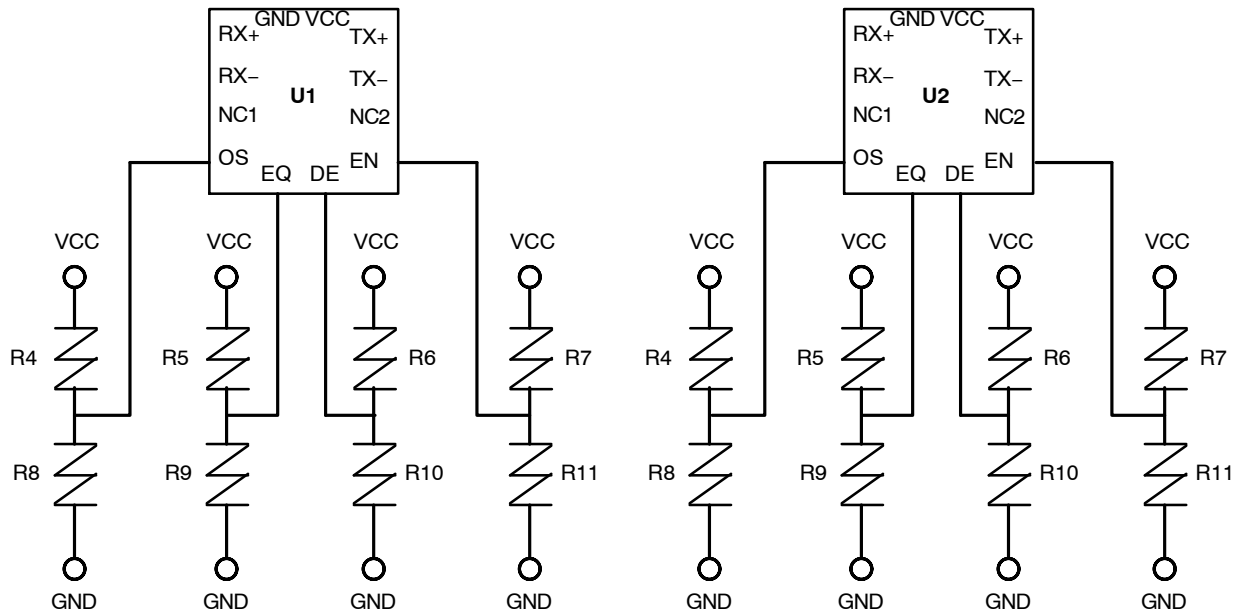 GND VCC
RX+ TX+
RX− TX−
U1
NC1 NC2
OS EN
EQ DE
VCC VCC VCC VCC
R4 R5 R6 R7
R8 R9 R10 R11
GND GND GND GND
GND VCC
RX+ TX+
RX− TX−
U2
NC1 NC2
OS EN
EQ DE
VCC VCC VCC VCC
R4 R5 R6 R7
R8 R9 R10 R11
GND GND GND GND